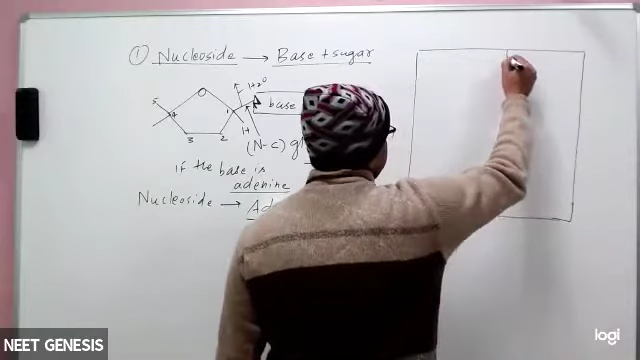 ① Nucleoside → Base + sugar
H2O
base
5
4
3
2
1
H
(N-C) gl
if the base is
adenine
Nucleoside → Ad
NEET GENESIS
logi